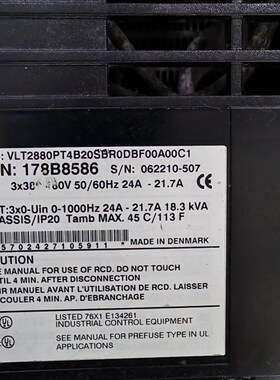 : VLT2880PT4B20SBR0DBF00A00C1
N: 178B8586 S/N: 062210-507
3x380-480V 50/60Hz 24A - 21.7A
T:3x0-Uin 0-1000Hz 24A - 21.7A 18.3 kVA
ASSIS/IP20 Tamb MAX. 45 C/113 F
5702427105911
MADE IN DENMARK
CAUTION
MANUAL FOR USE OF RCD. DO NOT TOUCH
TIL 4 MIN. AFTER DISCONNECTION
R MANUEL AVANT L'UTILISATION DE RCD. LAISSER
COULER 4 MIN. AP. D'EBRANCHAGE
LISTED 76X1 E134261
INDUSTRIAL CONTROL EQUIPMENT
SEE MANUAL FOR PREFUSE TYPE IN UL
APPLICATIONS